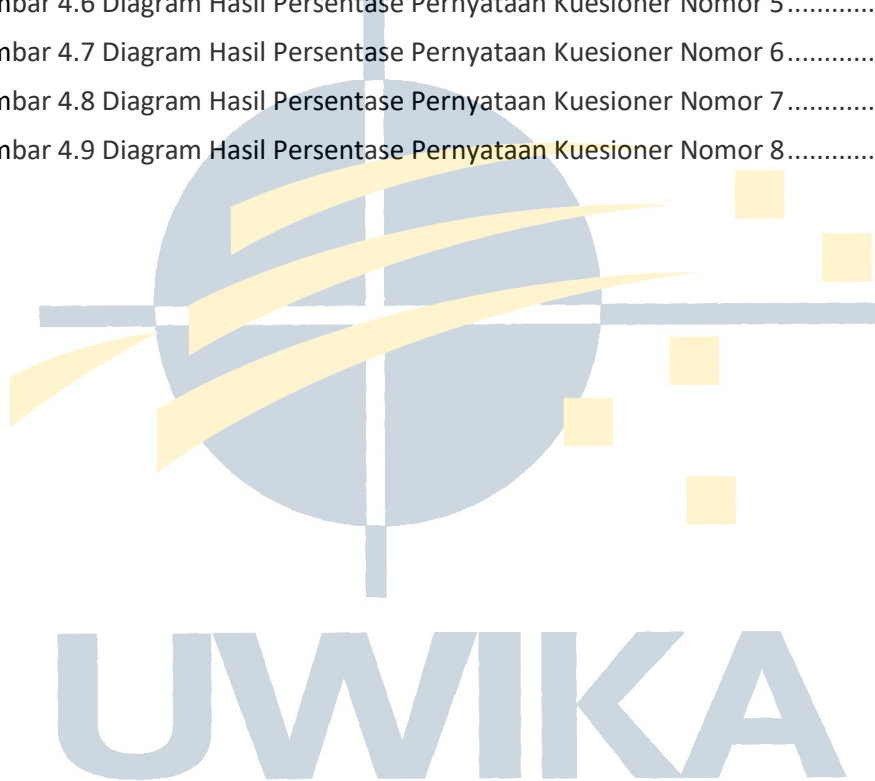 mbar 4.6 Diagram Hasil Persentase Pernyataan Kuesioner Nomor 5............
mbar 4.7 Diagram Hasil Persentase Pernyataan Kuesioner Nomor 6............
mbar 4.8 Diagram Hasil Persentase Pernyataan Kuesioner Nomor 7............
mbar 4.9 Diagram Hasil Persentase Pernyataan Kuesioner Nomor 8............
UWIKA